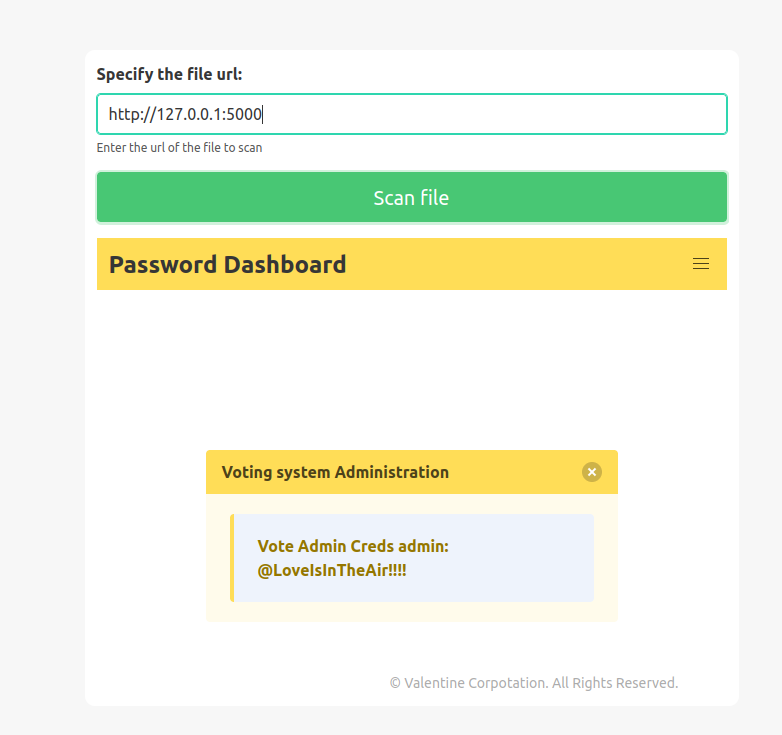 Specify the file url:
http://127.0.0.1:5000
Enter the url of the file to scan
Scan file
Password Dashboard
Voting system Administration
Vote Admin Creds admin:
@LoveIsInTheAir!!!!
© Valentine Corpotation. All Rights Reserved.